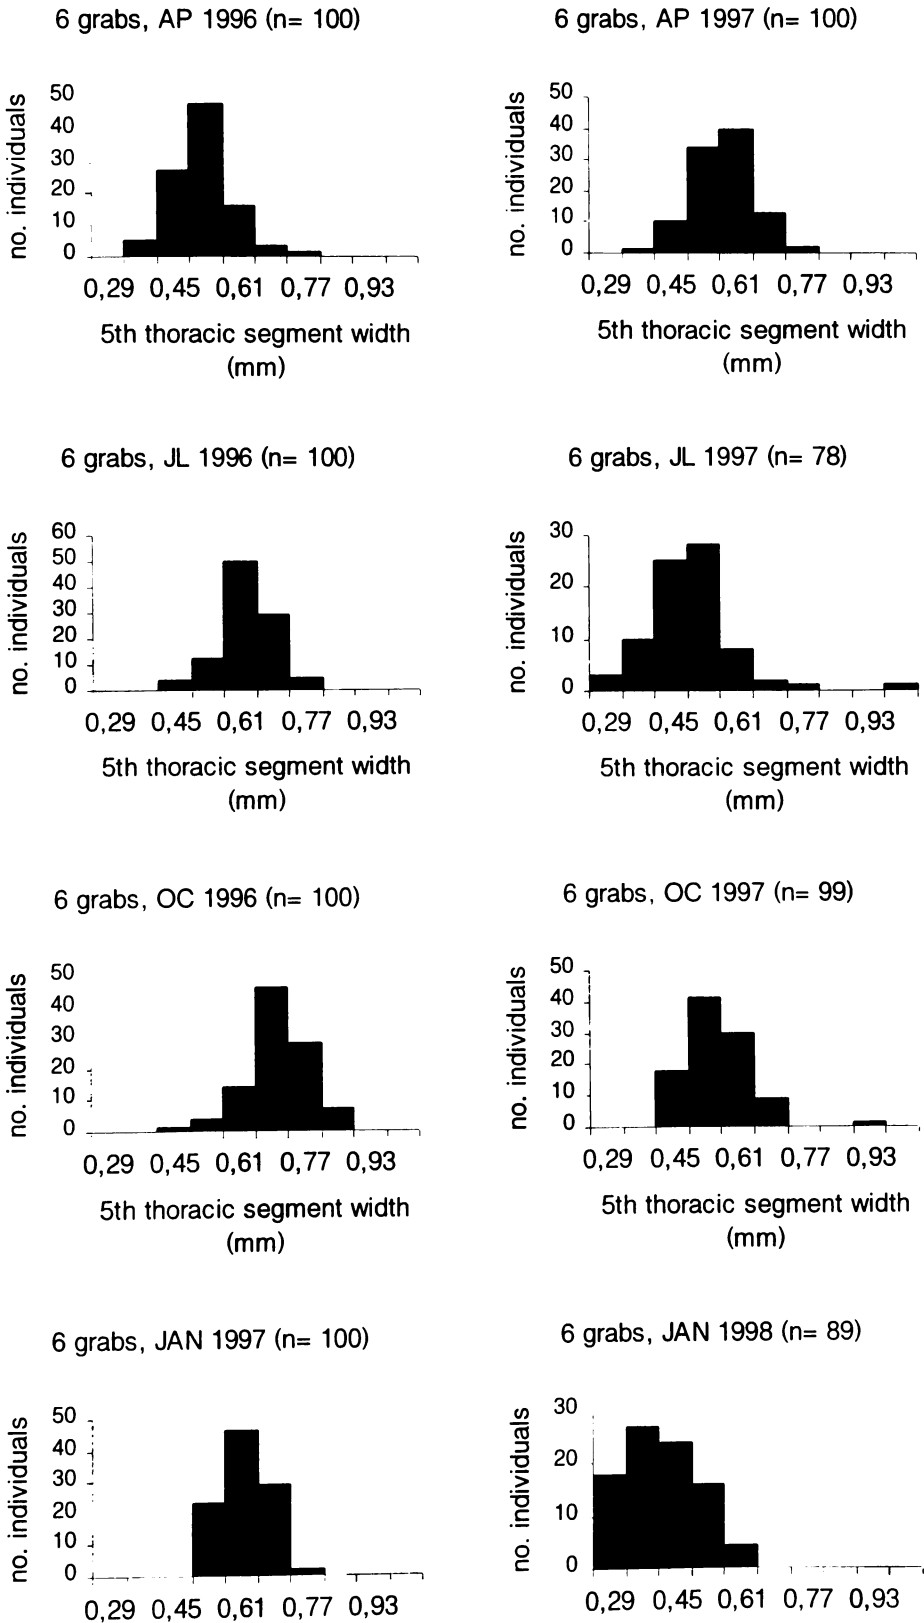 6 grabs, AP 1996 (n= 100)
no. individuals
50
40
30
20
10
0
0,29 0,45 0,61 0,77 0,93
5th thoracic segment width
(mm)
6 grabs, AP 1997 (n= 100)
no. individuals
50
40
30
20
10
0
0,29 0,45 0,61 0,77 0,93
5th thoracic segment width
(mm)
6 grabs, JL 1996 (n= 100)
no. individuals
60
50
40
30
20
10
0
0,29 0,45 0,61 0,77 0,93
5th thoracic segment width
(mm)
6 grabs, JL 1997 (n= 78)
no. individuals
30
20
10
0
0,29 0,45 0,61 0,77 0,93
5th thoracic segment width
(mm)
6 grabs, OC 1996 (n= 100)
no. individuals
50
40
30
20
10
0
0,29 0,45 0,61 0,77 0,93
5th thoracic segment width
(mm)
6 grabs, OC 1997 (n= 99)
no. individuals
50
40
30
20
10
0
0,29 0,45 0,61 0,77 0,93
5th thoracic segment width
(mm)
6 grabs, JAN 1997 (n= 100)
no. individuals
50
40
30
20
10
0
0,29 0,45 0,61 0,77 0,93
6 grabs, JAN 1998 (n= 89)
no. individuals
30
20
10
0
0,29 0,45 0,61 0,77 0,93